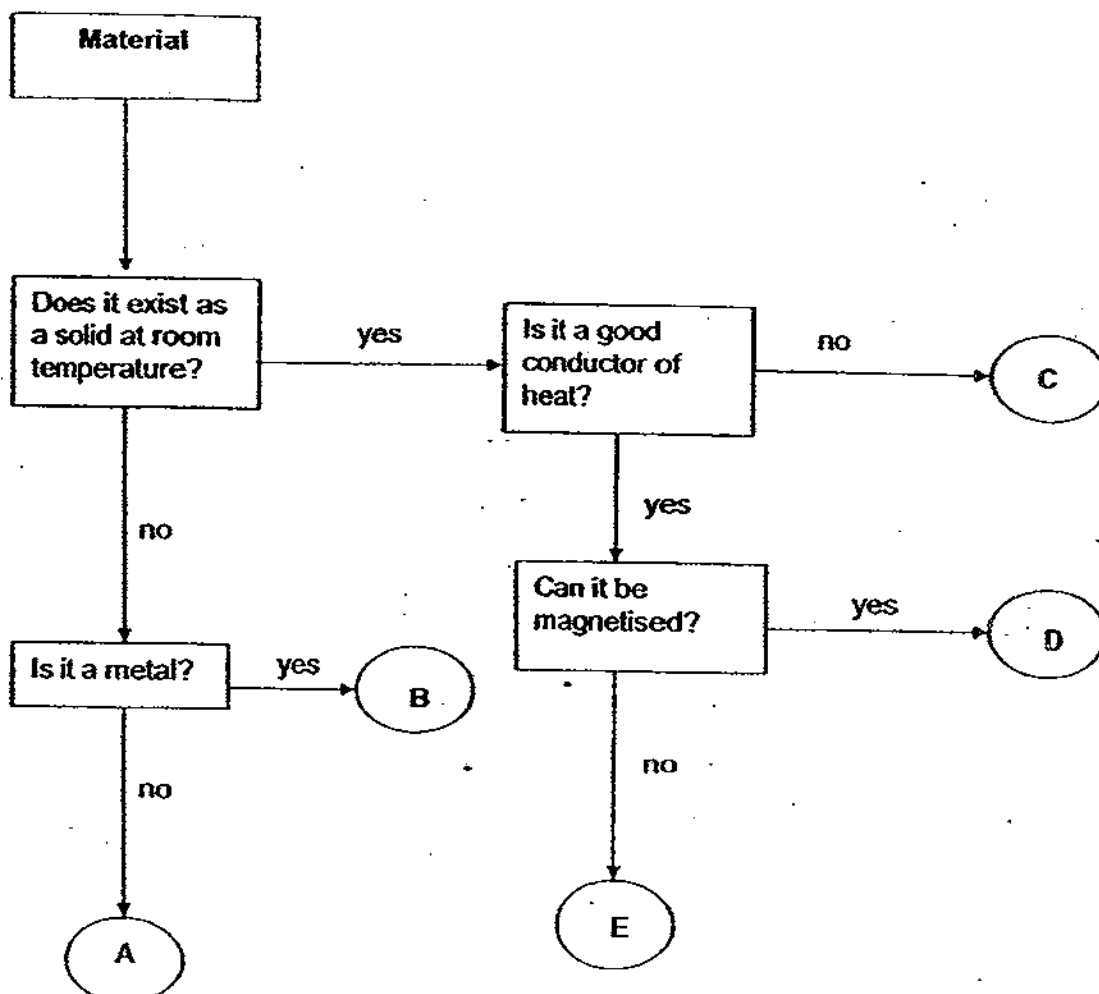 Material
Does it exist as
a solid at room
temperature?
yes
Is it a good
conductor of
heat?
no
C
no
yes
Can it be
magnetised?
yes
D
Is it a metal?
yes
B
no
no
A
E